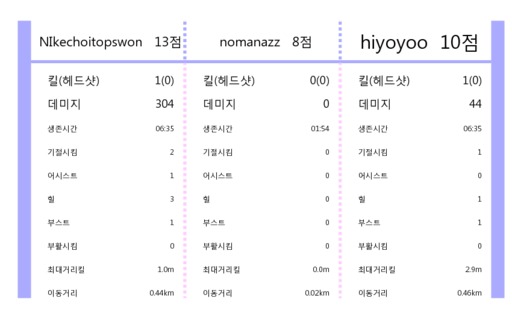 NIkechoitopswon 13점 nomanazz 8점 hiyoyoo 10점
킬(헤드샷) 1(0) 킬(헤드샷) 0(0) 킬(헤드샷) 1(0)
데미지 304 데미지 0 데미지 44
생존시간 06:35 생존시간 01:54 생존시간 06:35
기절시킴 2 기절시킴 0 기절시킴 1
어시스트 1 어시스트 0 어시스트 0
힐 3 힐 0 힐 1
부스트 1 부스트 0 부스트 1
부활시킴 0 부활시킴 0 부활시킴 0
최대거리킬 1.0m 최대거리킬 0.0m 최대거리킬 2.9m
이동거리 0.44km 이동거리 0.02km 이동거리 0.46km